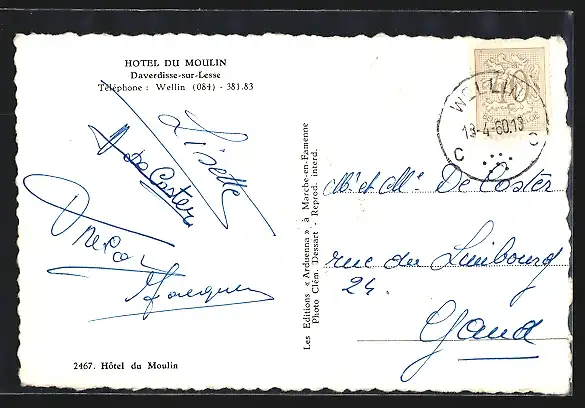 HOTEL DU MOULIN
Daverdisse-sur-Lesse
Téléphone : Wellin (084) - 381.83
Lisette
De Coster
Jacques
2467. Hôtel du Moulin
Les Editions « Arduenna » à Marche-en-Famenne
Photo Clém. Dessart - Reprod. interd.
WELLIN
13-4-60.13
C C
Mr et Me De Coster
rue du Limbourg
24.
Gand